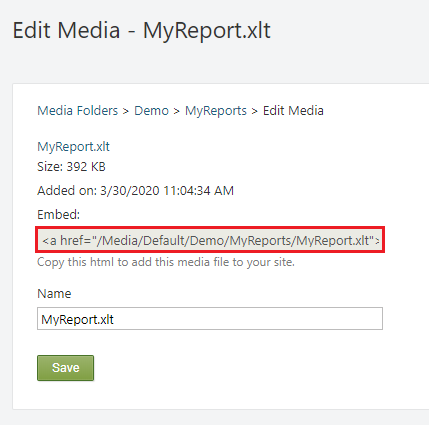 Edit Media - MyReport.xlt
Media Folders > Demo > MyReports > Edit Media
MyReport.xlt
Size: 392 KB
Added on: 3/30/2020 11:04:34 AM
Embed:
<a href="/Media/Default/Demo/MyReports/MyReport.xlt">
Copy this html to add this media file to your site.
Name
MyReport.xlt
Save